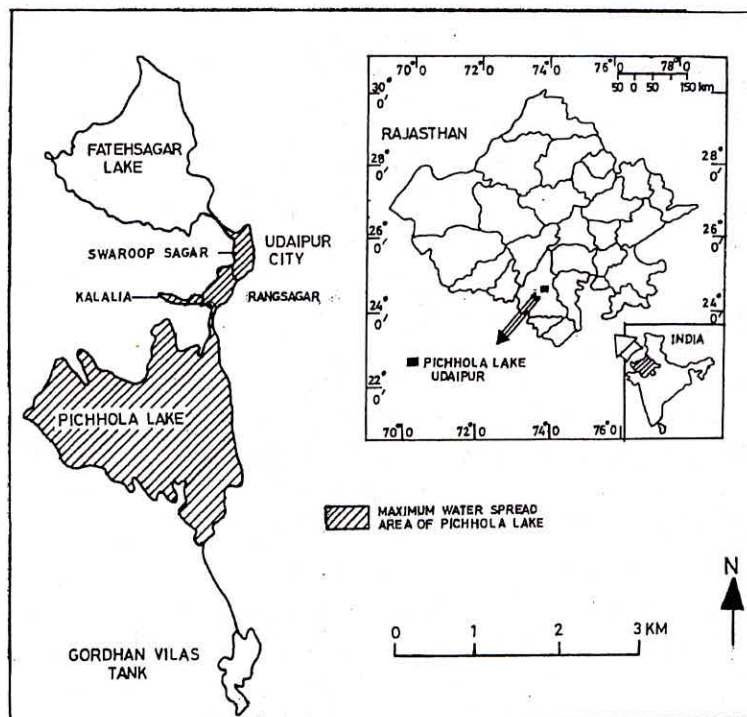 FATEHSAGAR
LAKE
SWAROOP SAGAR
UDAIPUR
CITY
KALALIA
RANGSAGAR
PICHHOLA LAKE
GORDHAN VILAS
TANK
70°0' 72°0' 74°0' 76°0' 78°0'
50 0 50 150 km
30°0'
RAJASTHAN
28°0' 28°0'
26°0' 26°0'
24°0' 24°0'
22°0'
INDIA
PICHHOLA LAKE
UDAIPUR
70°0' 72°0' 74°0' 76°0'
MAXIMUM WATER SPREAD
AREA OF PICHHOLA LAKE
N
0 1 2 3 KM